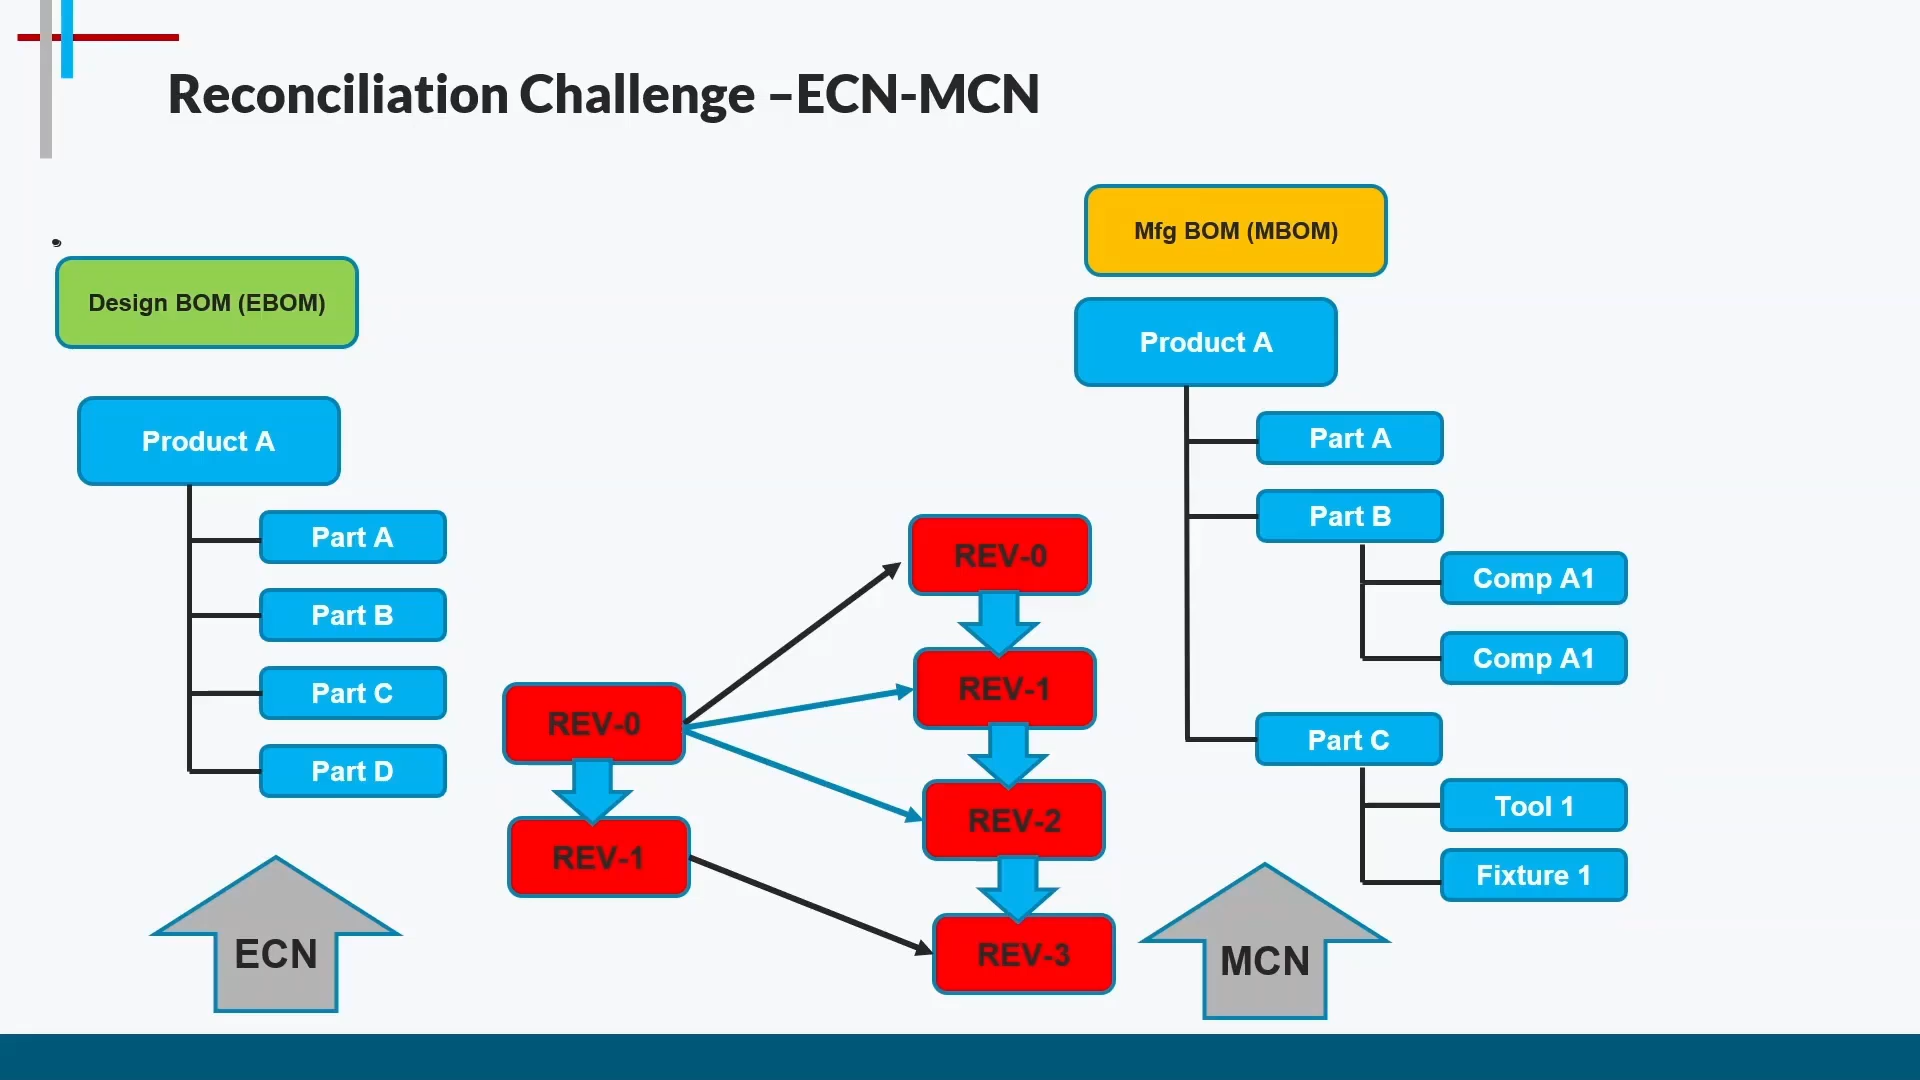 Reconciliation Challenge –ECN-MCN
Design BOM (EBOM)
Product A
Part A
Part B
Part C
Part D
ECN
REV-0
REV-1
REV-0
REV-1
REV-2
REV-3
Mfg BOM (MBOM)
Product A
Part A
Part B
Comp A1
Comp A1
Part C
Tool 1
Fixture 1
MCN